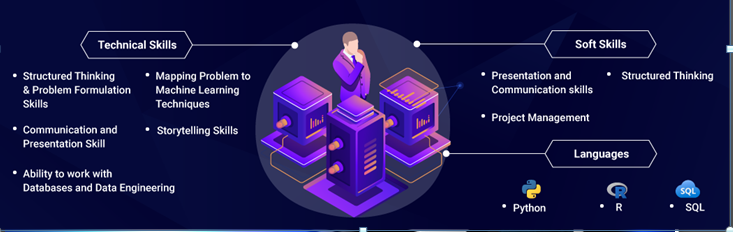 Technical Skills
Structured Thinking
& Problem Formulation
Skills
Mapping Problem to
Machine Learning
Techniques
Communication and
Presentation Skill
Storytelling Skills
Ability to work with
Databases and Data Engineering
Soft Skills
Presentation and
Communication skills
Structured Thinking
Project Management
Languages
Python
R
SQL
SQL